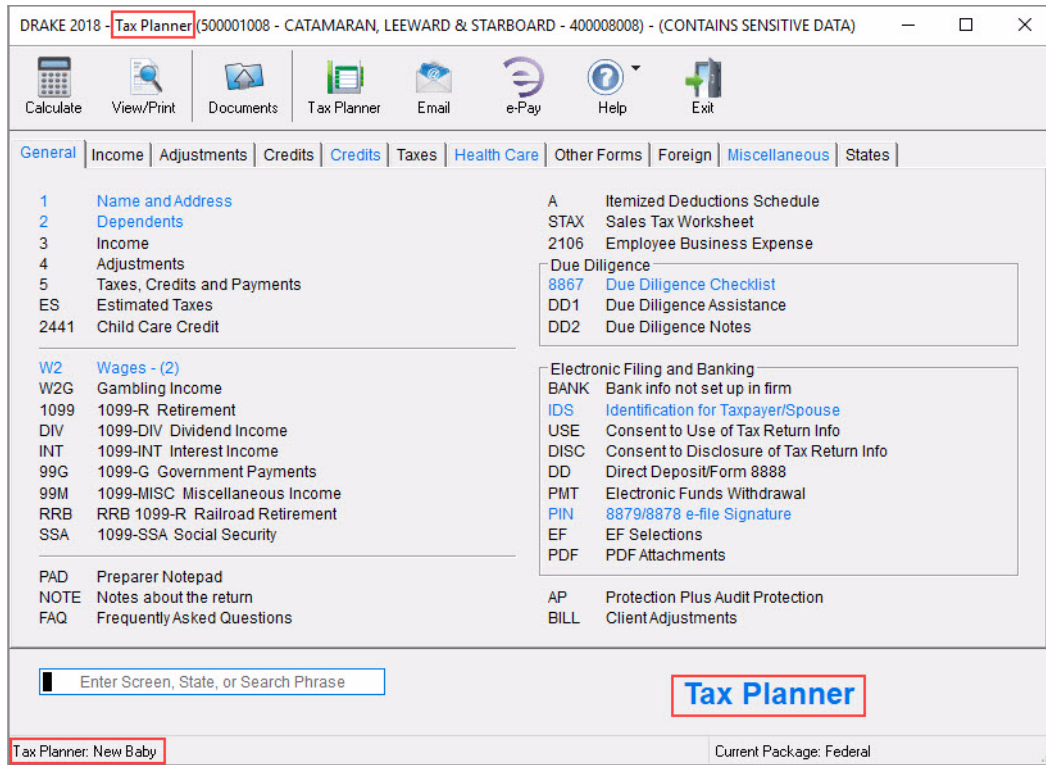 DRAKE 2018 - Tax Planner (500001008 - CATAMARAN, LEEWARD & STARBOARD - 400008008) - (CONTAINS SENSITIVE DATA)
Calculate View/Print Documents Tax Planner Email e-Pay Help Exit
General Income Adjustments Credits Credits Taxes Health Care Other Forms Foreign Miscellaneous States
1 Name and Address
2 Dependents
3 Income
4 Adjustments
5 Taxes, Credits and Payments
ES Estimated Taxes
2441 Child Care Credit
W2 Wages - (2)
W2G Gambling Income
1099 1099-R Retirement
DIV 1099-DIV Dividend Income
INT 1099-INT Interest Income
99G 1099-G Government Payments
99M 1099-MISC Miscellaneous Income
RRB RRB 1099-R Railroad Retirement
SSA 1099-SSA Social Security
PAD Preparer Notepad
NOTE Notes about the return
FAQ Frequently Asked Questions
A Itemized Deductions Schedule
STAX Sales Tax Worksheet
2106 Employee Business Expense
Due Diligence
8867 Due Diligence Checklist
DD1 Due Diligence Assistance
DD2 Due Diligence Notes
Electronic Filing and Banking
BANK Bank info not set up in firm
IDS Identification for Taxpayer/Spouse
USE Consent to Use of Tax Return Info
DISC Consent to Disclosure of Tax Return Info
DD Direct Deposit/Form 8888
PMT Electronic Funds Withdrawal
PIN 8879/8878 e-file Signature
EF EF Selections
PDF PDF Attachments
AP Protection Plus Audit Protection
BILL Client Adjustments
Enter Screen, State, or Search Phrase
Tax Planner
Tax Planner: New Baby
Current Package: Federal